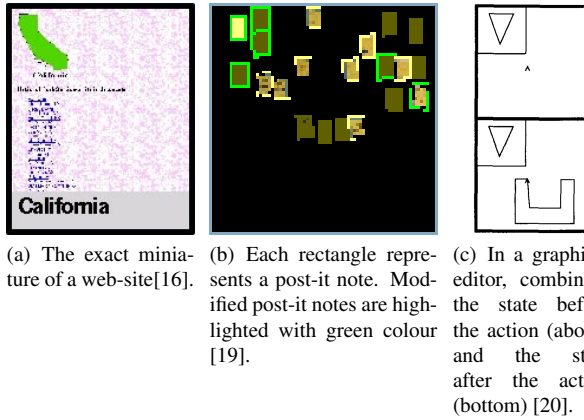 California
California
(a) The exact minia-
ture of a web-site[16].
(b) Each rectangle repre-
sents a post-it note. Mod-
ified post-it notes are high-
lighted with green colour
[19].
(c) In a graphi
editor, combin
the state befo
the action (abov
and the st
after the act
(bottom) [20].